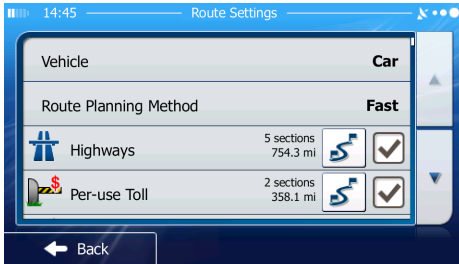 14:45 Route Settings
Vehicle Car
Route Planning Method Fast
Highways 5 sections
754.3 mi
$
Per-use Toll 2 sections
358.1 mi
Back